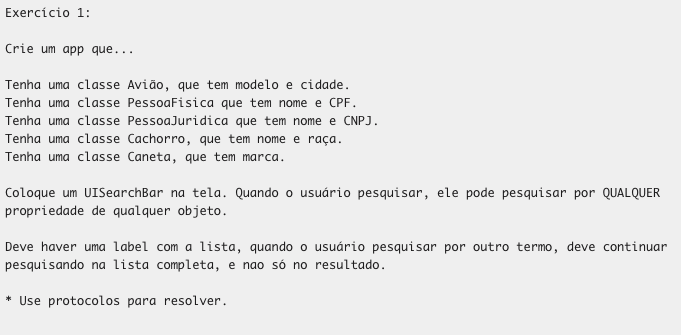 Exercício 1:
Crie um app que...
Tenha uma classe Avião, que tem modelo e cidade.
Tenha uma classe PessoaFisica que tem nome e CPF.
Tenha uma classe PessoaJuridica que tem nome e CNPJ.
Tenha uma classe Cachorro, que tem nome e raça.
Tenha uma classe Caneta, que tem marca.
Coloque um UISearchBar na tela. Quando o usuário pesquisar, ele pode pesquisar por QUALQUER
propriedade de qualquer objeto.
Deve haver uma label com a lista, quando o usuário pesquisar por outro termo, deve continuar
pesquisando na lista completa, e nao só no resultado.
* Use protocolos para resolver.